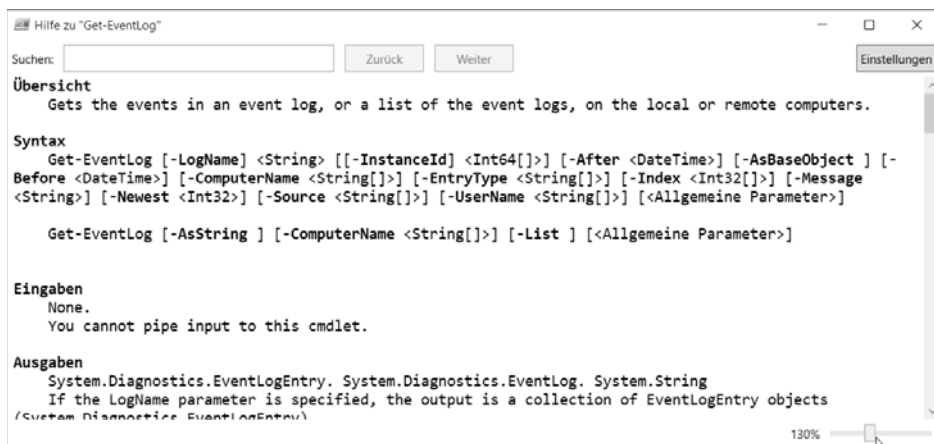 Hilfe zu "Get-EventLog"
Suchen: Zurück Weiter Einstellungen
Übersicht
Gets the events in an event log, or a list of the event logs, on the local or remote computers.
Syntax
Get-EventLog [-LogName] <String> [[-InstanceId] <Int64[]>] [-After <DateTime>] [-AsBaseObject ] [-
Before <DateTime>] [-ComputerName <String[]>] [-EntryType <String[]>] [-Index <Int32[]>] [-Message
<String>] [-Newest <Int32>] [-Source <String[]>] [-UserName <String[]>] [<Allgemeine Parameter>]
Get-EventLog [-AsString ] [-ComputerName <String[]>] [-List ] [<Allgemeine Parameter>]
Eingaben
None.
You cannot pipe input to this cmdlet.
Ausgaben
System.Diagnostics.EventLogEntry. System.Diagnostics.EventLog. System.String
If the LogName parameter is specified, the output is a collection of EventLogEntry objects
(System.Diagnostics.EventLogEntry)
130%